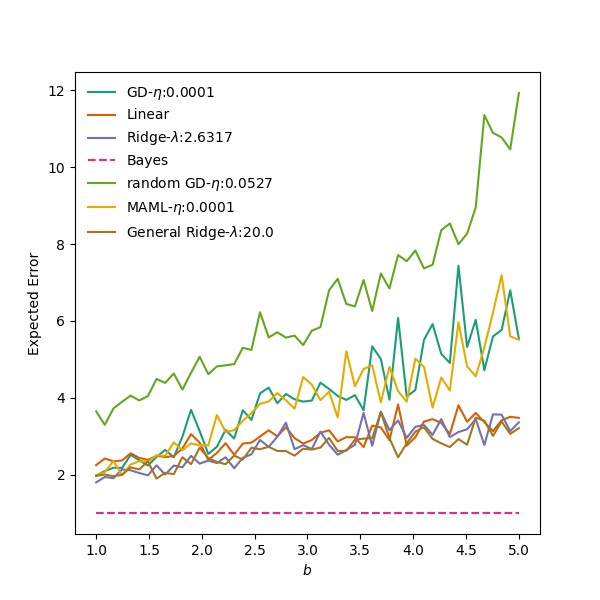 12
10
8
6
4
2
Expected Error
GD-η:0.0001
Linear
Ridge-λ:2.6317
Bayes
random GD-η:0.0527
MAML-η:0.0001
General Ridge-λ:20.0
1.0 1.5 2.0 2.5 3.0 3.5 4.0 4.5 5.0
b